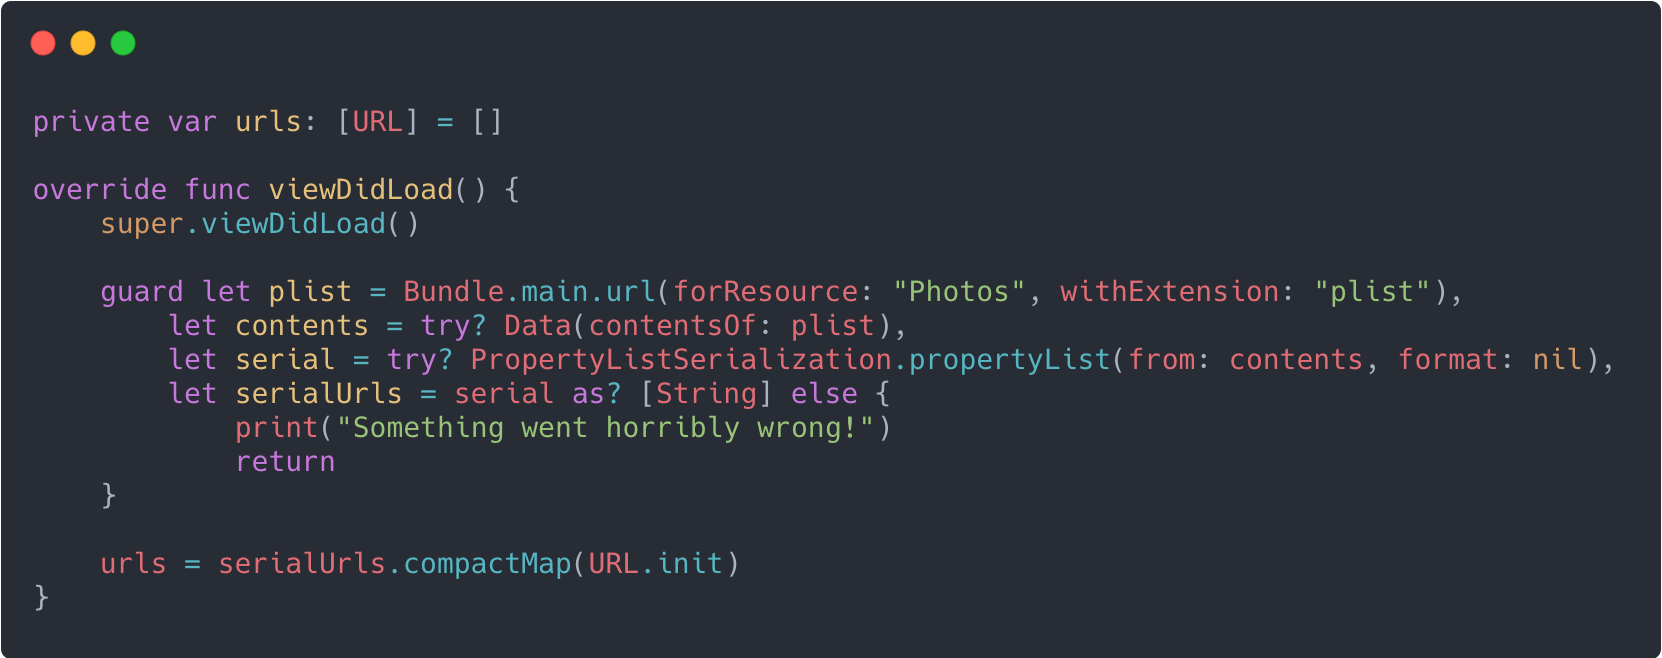 private var urls: [URL] = []
override func viewDidLoad() {
super.viewDidLoad()
guard let plist = Bundle.main.url(forResource: "Photos", withExtension: "plist"),
let contents = try? Data(contentsOf: plist),
let serial = try? PropertyListSerialization.propertyList(from: contents, format: nil),
let serialUrls = serial as? [String] else {
print("Something went horribly wrong!")
return
}
urls = serialUrls.compactMap(URL.init)
}